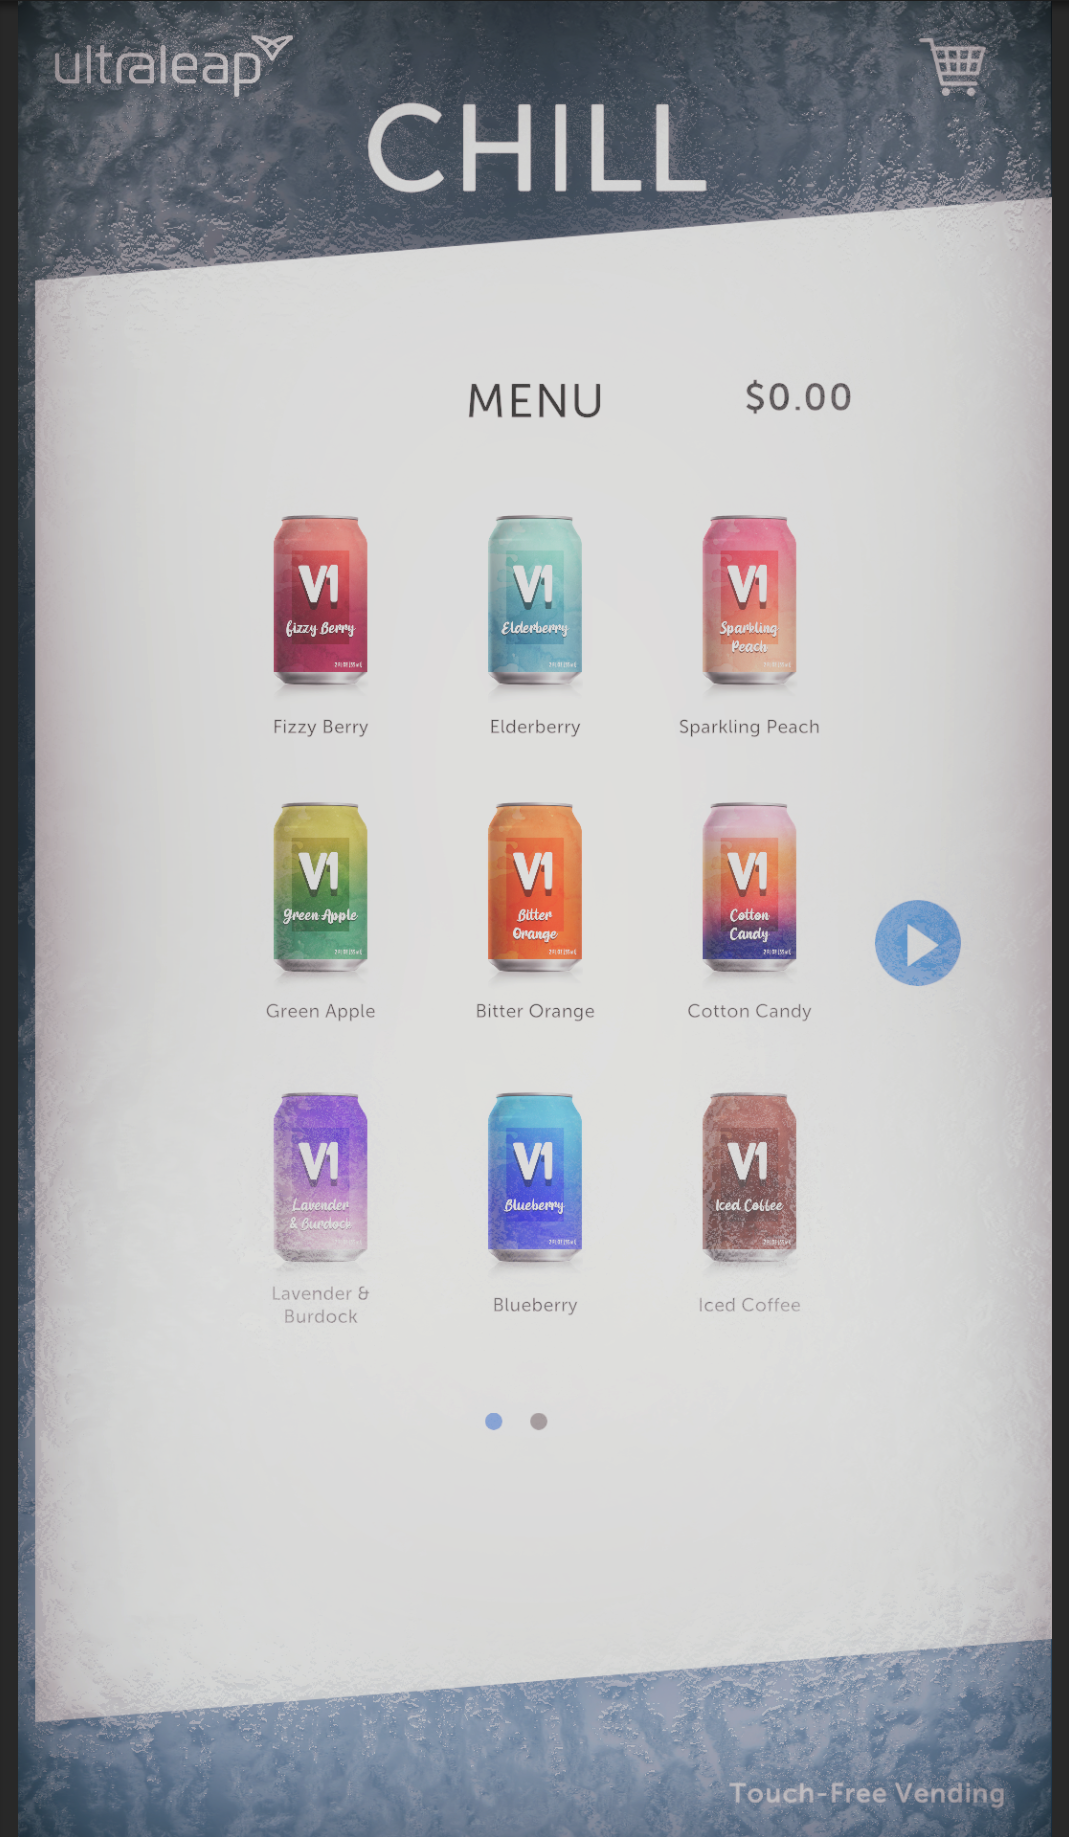 ultraleap
CHILL
MENU
$0.00
V1
Fizzy Berry
V1
Elderberry
V1
Sparkling
Peach
Fizzy Berry
Elderberry
Sparkling Peach
V1
Green Apple
V1
Bitter
Orange
V1
Cotton
Candy
Green Apple
Bitter Orange
Cotton Candy
V1
Lavender
& Burdock
V1
Blueberry
V1
Iced Coffee
Lavender &
Burdock
Blueberry
Iced Coffee
Touch-Free Vending